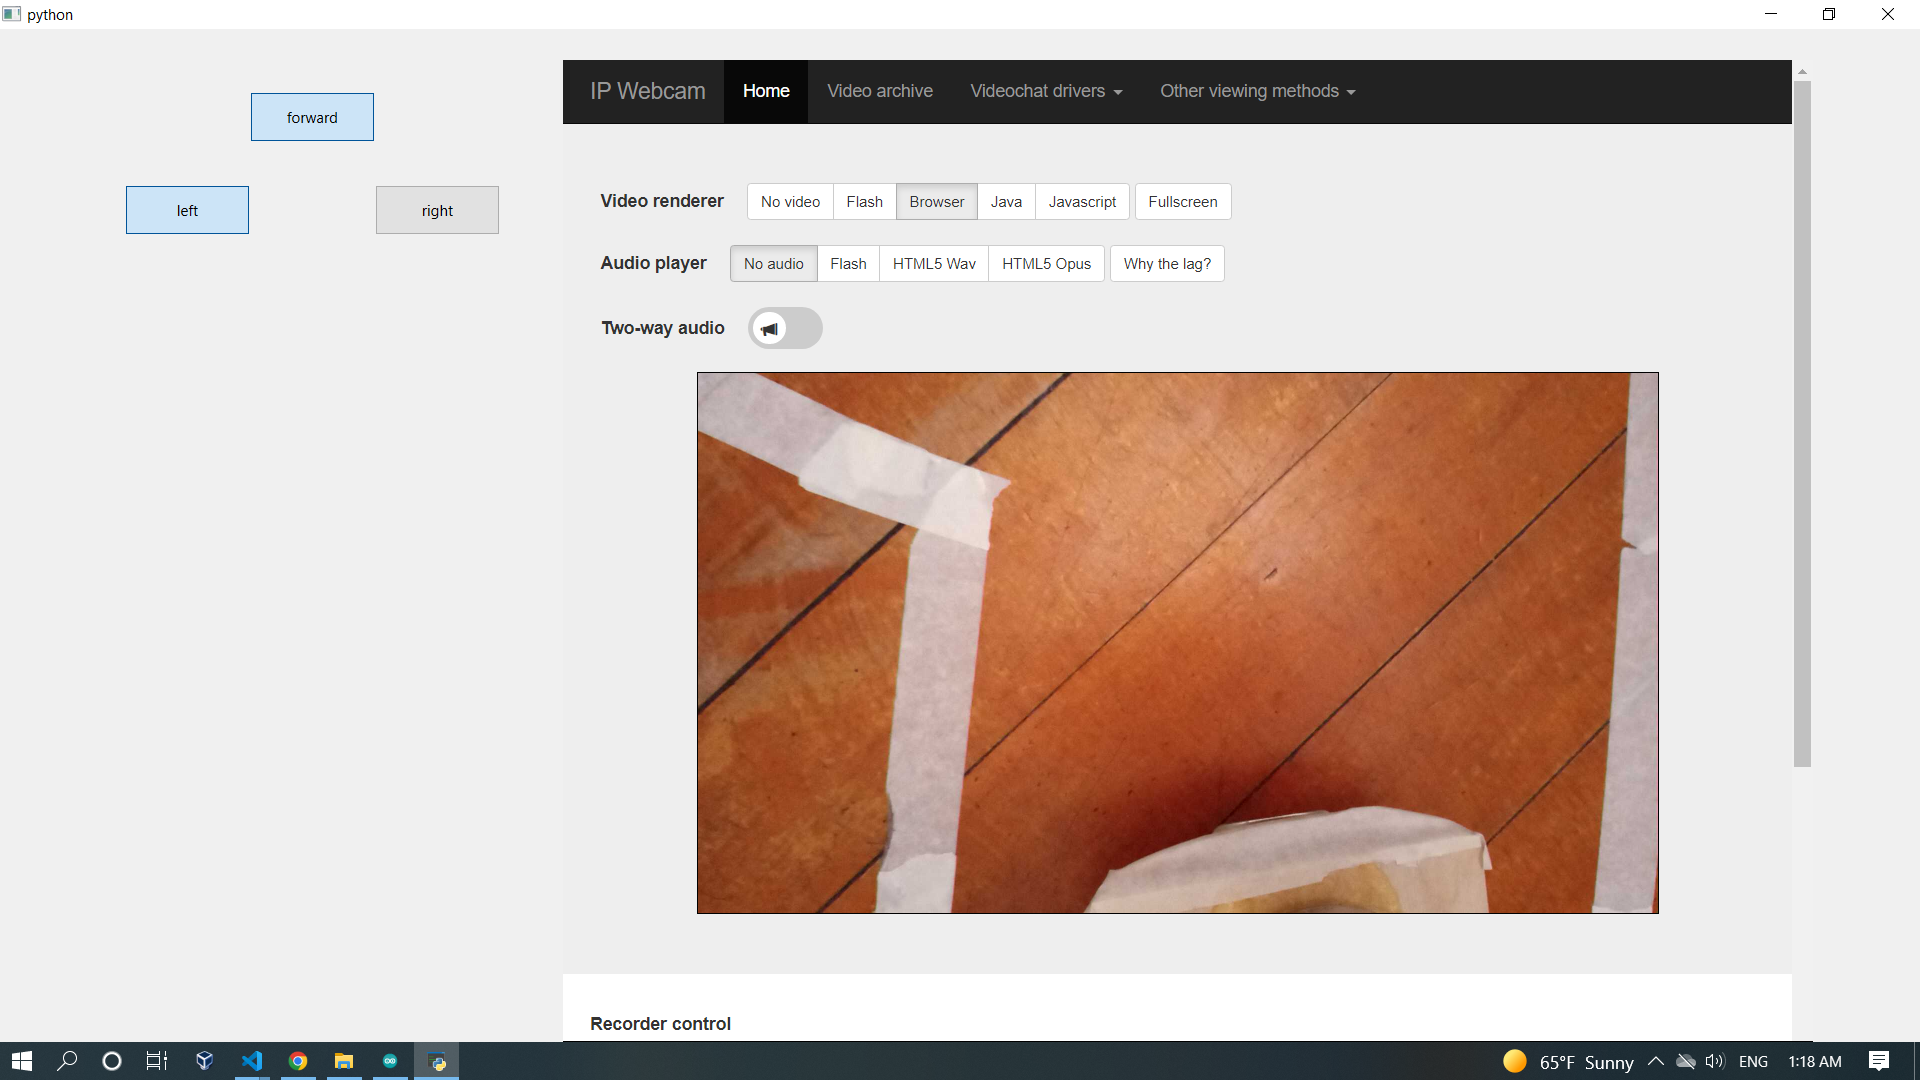 python
forward
left
right
IP Webcam Home Video archive Videochat drivers Other viewing methods
Video renderer No video Flash Browser Java Javascript Fullscreen
Audio player No audio Flash HTML5 Wav HTML5 Opus Why the lag?
Two-way audio
Recorder control
65°F Sunny ENG 1:18 AM